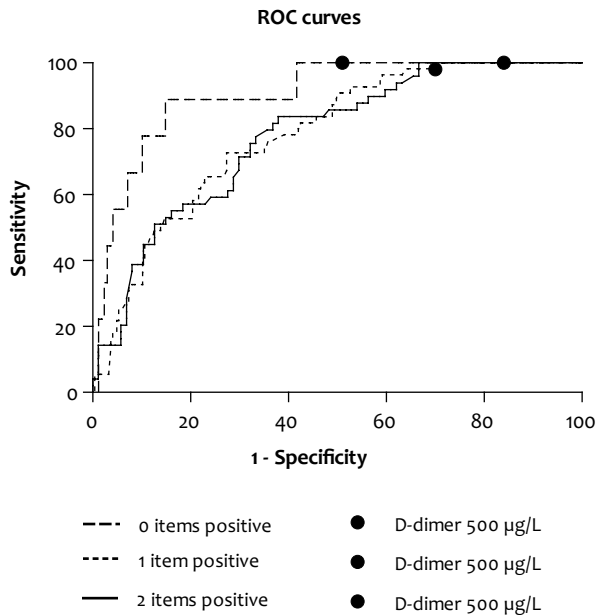 ROC curves
100
80
60
40
20
0
Sensitivity
0 20 40 60 80 100
1 - Specificity
0 items positive D-dimer 500 µg/L
1 item positive D-dimer 500 µg/L
2 items positive D-dimer 500 µg/L